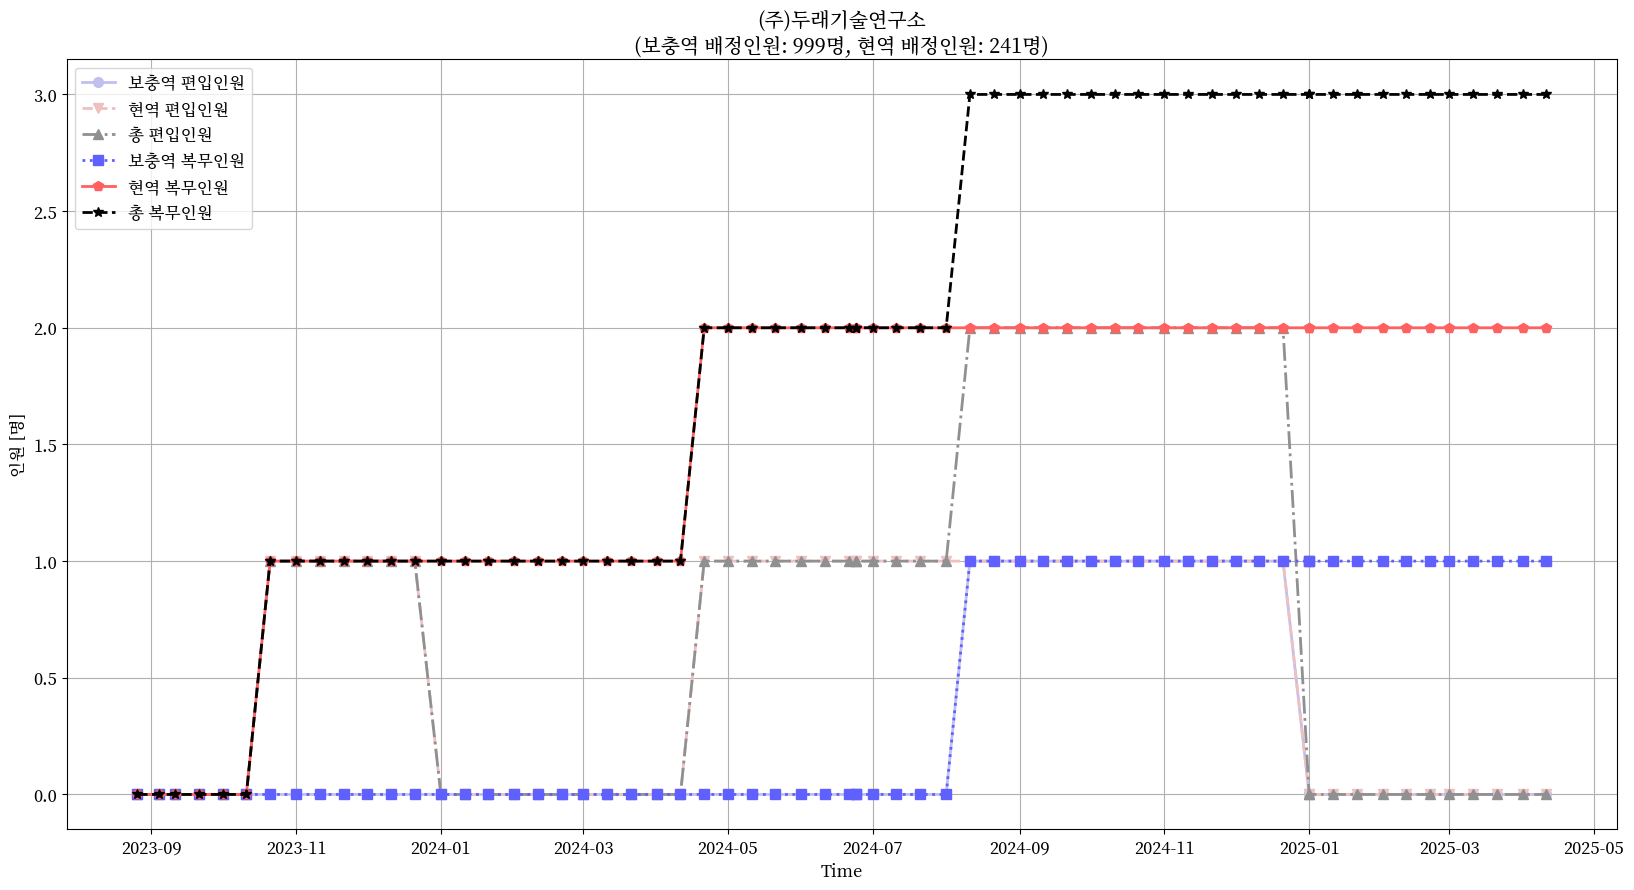 (주)두래기술연구소
(보충역 배정인원: 999명, 현역 배정인원: 241명)
보충역 편입인원
현역 편입인원
총 편입인원
보충역 복무인원
현역 복무인원
총 복무인원
인원 [명]
3.0
2.5
2.0
1.5
1.0
0.5
0.0
2023-09
2023-11
2024-01
2024-03
2024-05
2024-07
2024-09
2024-11
2025-01
2025-03
2025-05
Time